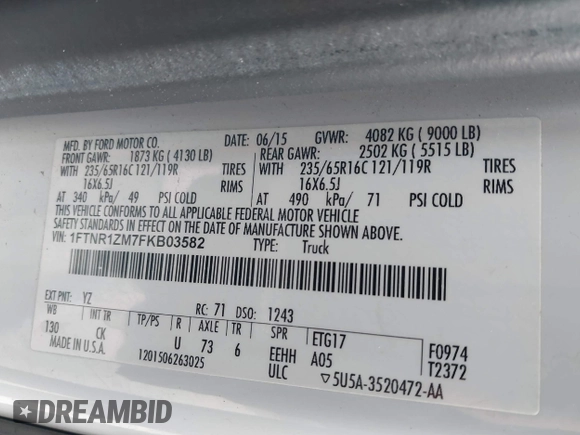 MFD. BY FORD MOTOR CO.
DATE: 06/15 GVWR: 4082 KG ( 9000 LB)
FRONT GAWR: 1873 KG ( 4130 LB)
REAR GAWR: 2502 KG ( 5515 LB)
WITH 235/65R16C 121/119R TIRES
WITH 235/65R16C 121/119R TIRES
16X6.5J RIMS
16X6.5J RIMS
AT 340 kPa/ 49 PSI COLD
AT 490 kPa/ 71 PSI COLD
THIS VEHICLE CONFORMS TO ALL APPLICABLE FEDERAL MOTOR VEHICLE
SAFETY STANDARDS IN EFFECT ON THE DATE OF MANUFACTURE SHOWN ABOVE.
VIN: 1FTNR1ZM7FKB03582
TYPE: Truck
EXT PNT: YZ RC: 71 DSO: 1243
WB INT TR TP/PS R AXLE TR SPR
130 CK U 73 6 EEHH
ETG17
A05
F0974
T2372
MADE IN U.S.A.
1201506263025
ULC
▽5U5A-3520472-AA
DREAMBID